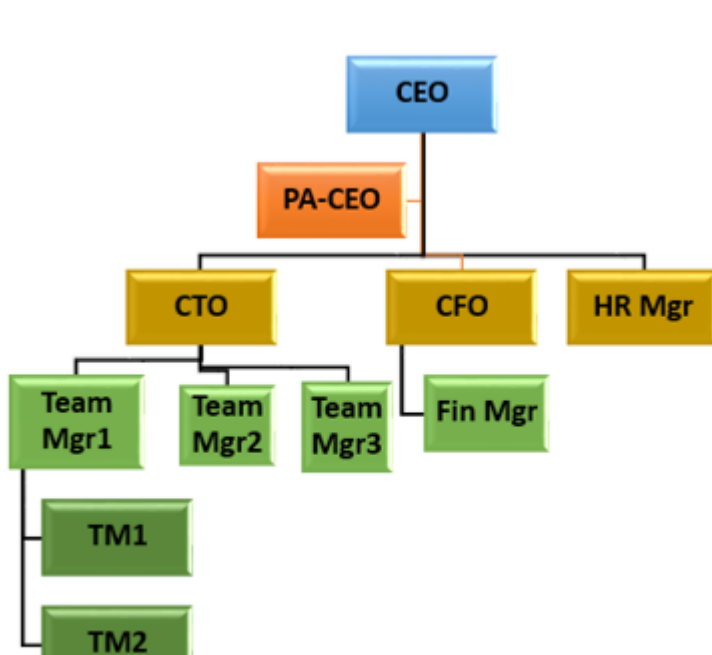 CEO
PA-CEO
CTO
CFO
HR Mgr
Team
Mgr1
Team
Mgr2
Team
Mgr3
Fin Mgr
TM1
TM2